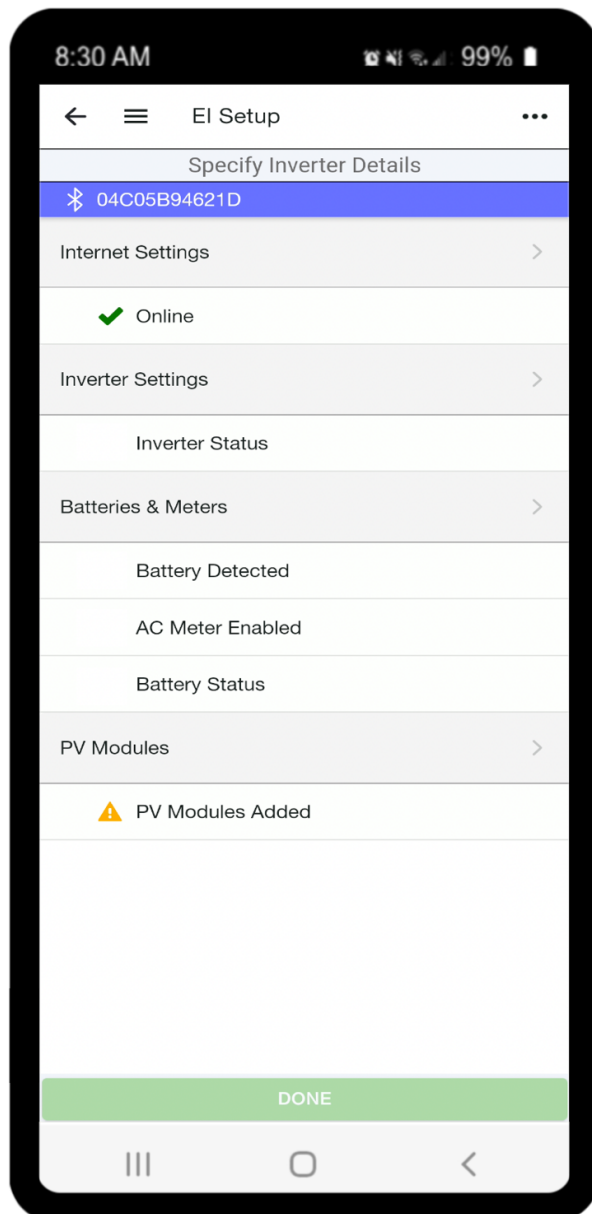 8:30 AM 99%
EI Setup
Specify Inverter Details
04C05B94621D
Internet Settings
Online
Inverter Settings
Inverter Status
Batteries & Meters
Battery Detected
AC Meter Enabled
Battery Status
PV Modules
PV Modules Added
DONE